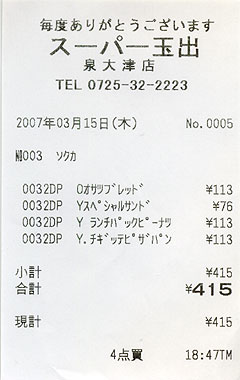 毎度ありがとうございます
スーパー玉出
泉大津店
TEL 0725-32-2223
2007年03月15日(木) No.0005
№003 ソクカ
0032DP Oオサツブレッド ¥113
0032DP Yスペシャルサンド ¥76
0032DP Y ランチパックピーナツ ¥113
0032DP Y.チギッテピザパン ¥113
小計 ¥415
合計 ¥415
現計 ¥415
4点買 18:47TM